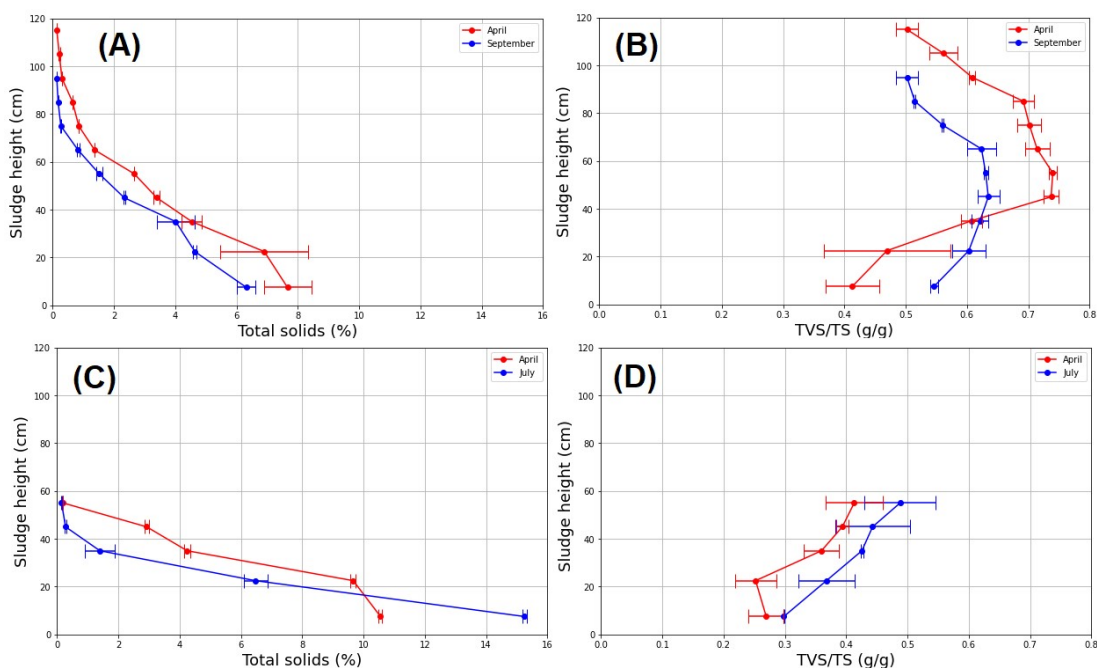 (A)
April
September
120
100
80
60
40
20
0
Sludge height (cm)
0 2 4 6 8 10 12 14 16
Total solids (%)
(B)
April
September
120
100
80
60
40
20
0
Sludge height (cm)
0.0 0.1 0.2 0.3 0.4 0.5 0.6 0.7 0.8
TVS/TS (g/g)
(C)
April
July
120
100
80
60
40
20
0
Sludge height (cm)
0 2 4 6 8 10 12 14 16
Total solids (%)
(D)
April
July
120
100
80
60
40
20
0
Sludge height (cm)
0.0 0.1 0.2 0.3 0.4 0.5 0.6 0.7 0.8
TVS/TS (g/g)